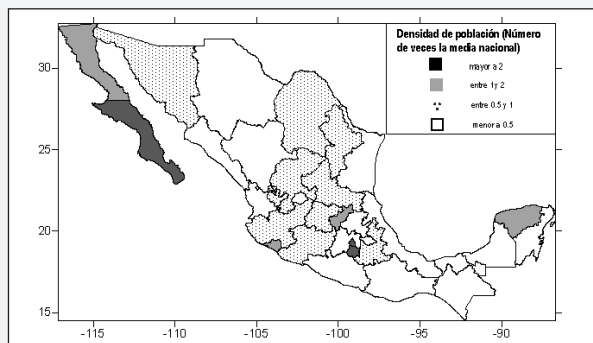 Densidad de población (Número
de veces la media nacional)
mayor a 2
entre 1y 2
entre 0.5 y 1
menor a 0.5
30
25
20
15
-115
-110
-105
-100
-95
-90